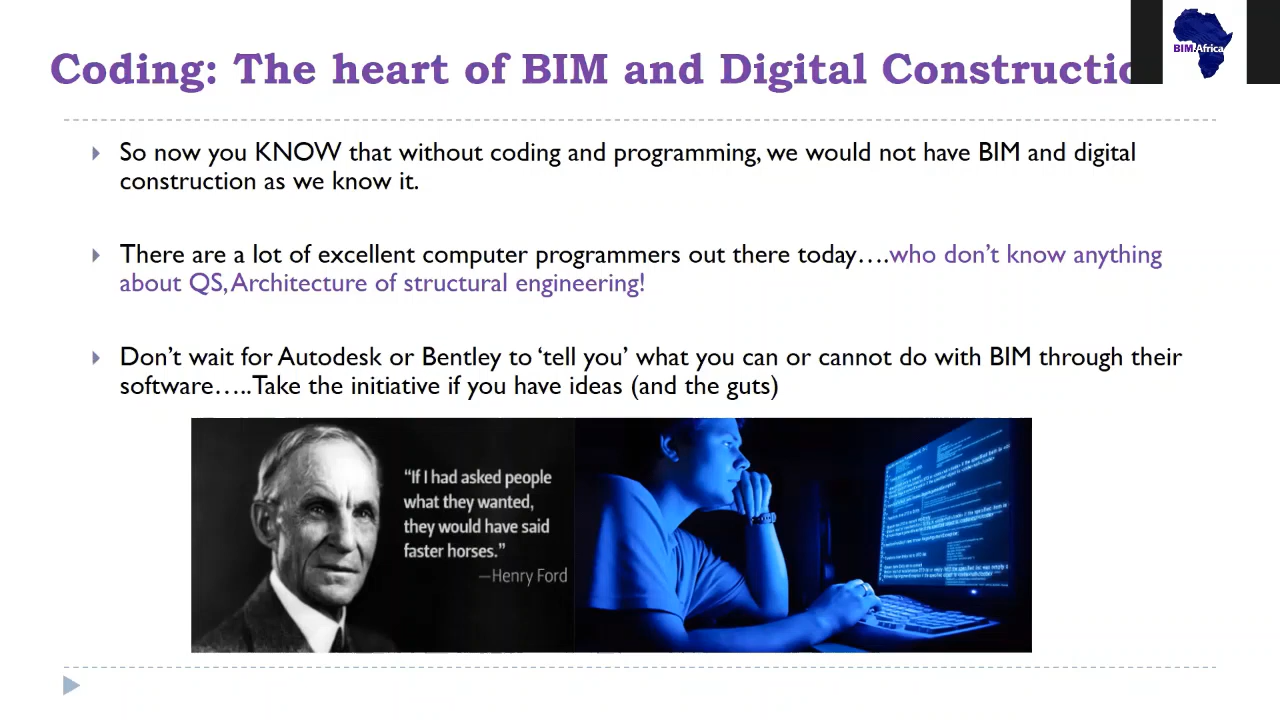 Coding: The heart of BIM and Digital Constructio
BIM Africa
So now you KNOW that without coding and programming, we would not have BIM and digital
construction as we know it.
There are a lot of excellent computer programmers out there today….who don’t know anything
about QS, Architecture of structural engineering!
Don’t wait for Autodesk or Bentley to ‘tell you’ what you can or cannot do with BIM through their
software…..Take the initiative if you have ideas (and the guts)
“If I had asked people
what they wanted,
they would have said
faster horses.”
—Henry Ford